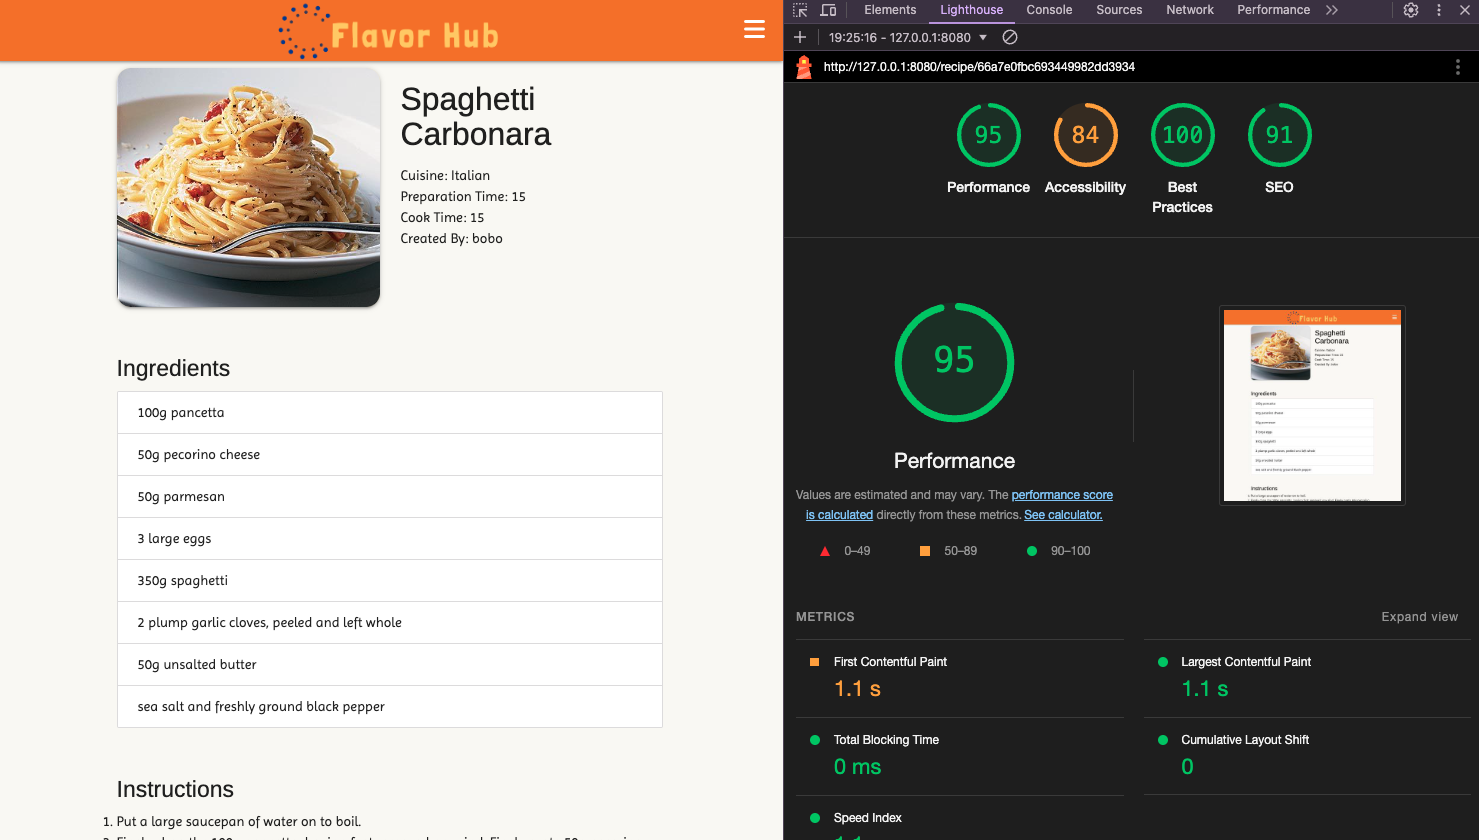 Flavor Hub
Spaghetti
Carbonara
Cuisine: Italian
Preparation Time: 15
Cook Time: 15
Created By: bobo
Ingredients
100g pancetta
50g pecorino cheese
50g parmesan
3 large eggs
350g spaghetti
2 plump garlic cloves, peeled and left whole
50g unsalted butter
sea salt and freshly ground black pepper
Instructions
1. Put a large saucepan of water on to boil.
Elements Lighthouse Console Sources Network Performance
19:25:16 - 127.0.0.1:8080
http://127.0.0.1:8080/recipe/66a7e0fbc693449982dd3934
95 84 100 91
Performance Accessibility Best Practices SEO
95
Performance
Values are estimated and may vary. The performance score
is calculated directly from these metrics. See calculator.
0–49 50–89 90–100
METRICS Expand view
First Contentful Paint
1.1 s
Largest Contentful Paint
1.1 s
Total Blocking Time
0 ms
Cumulative Layout Shift
0
Speed Index
Flavor Hub
Spaghetti
Carbonara
Ingredients
Instructions